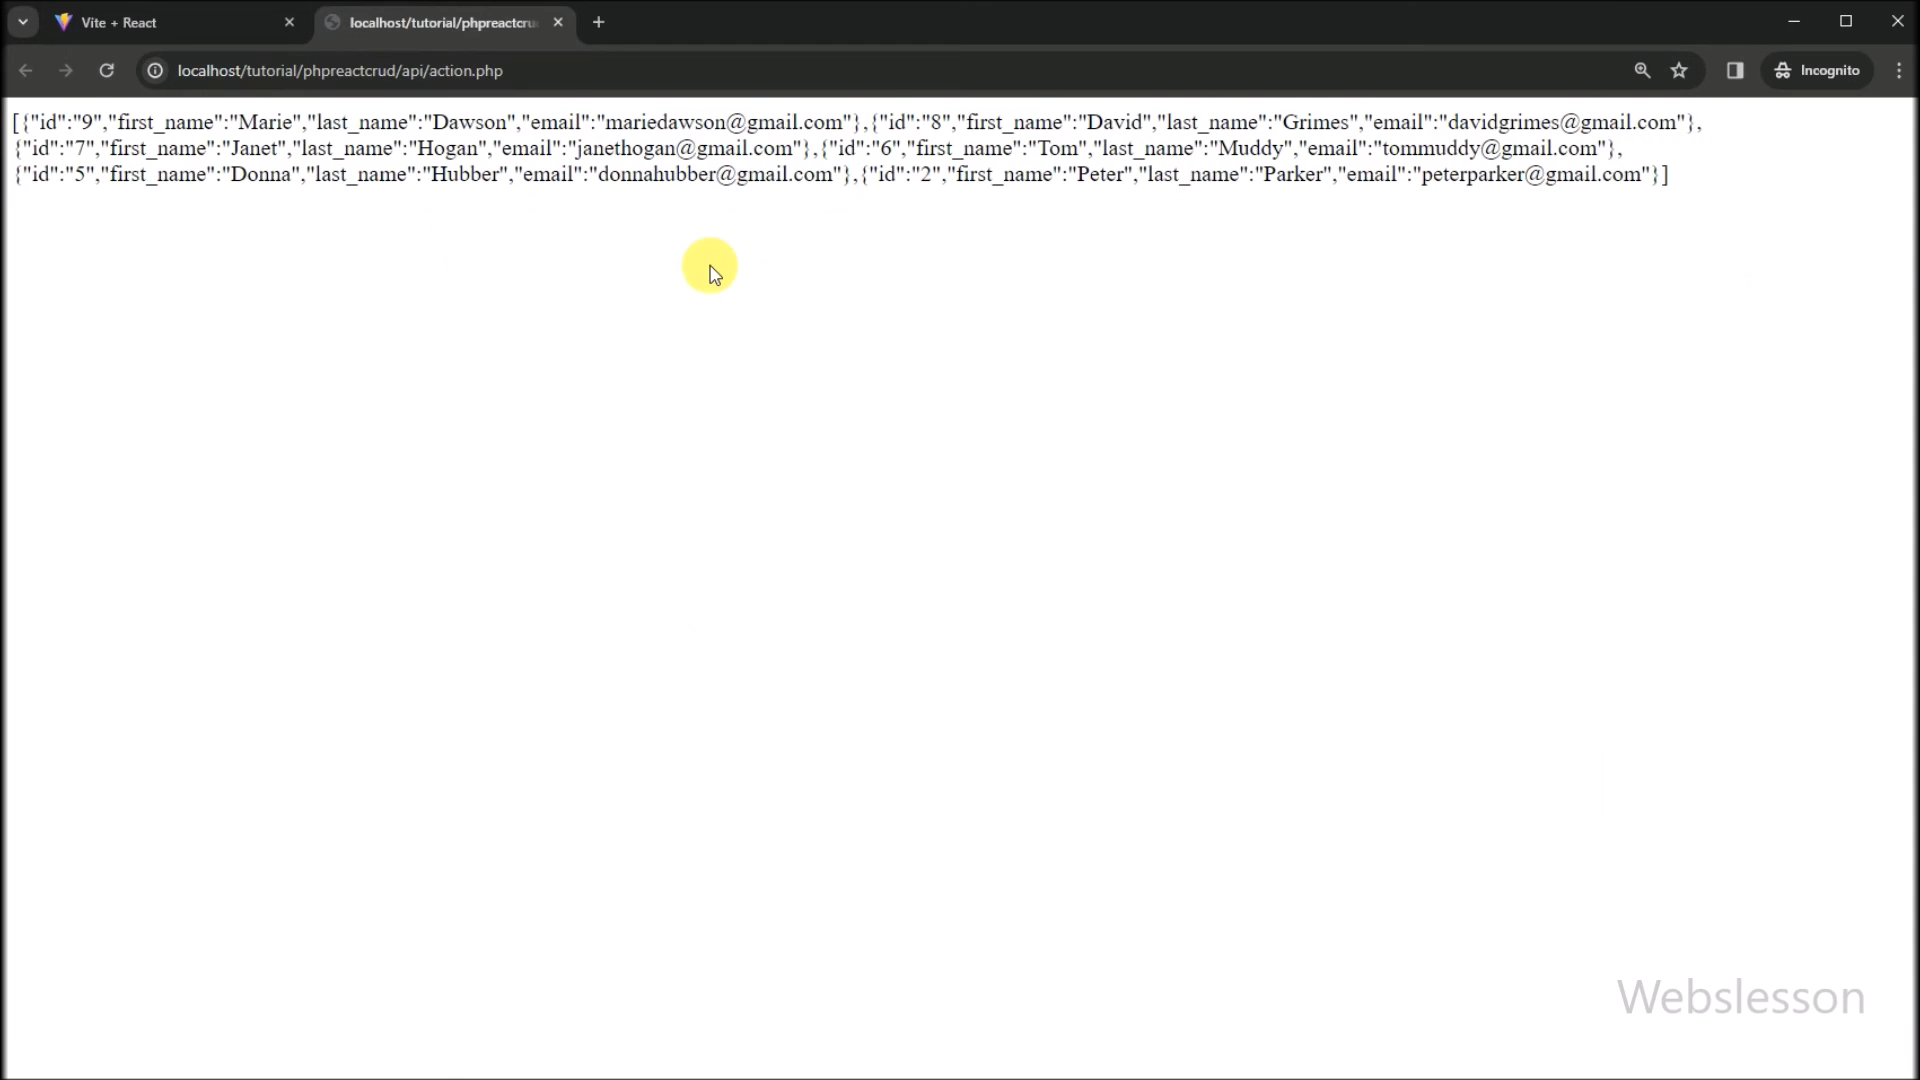 Vite + React
localhost/tutorial/phpreactcru
localhost/tutorial/phpreactcrud/api/action.php
Incognito
[{"id":"9","first_name":"Marie","last_name":"Dawson","email":"mariedawson@gmail.com"},{"id":"8","first_name":"David","last_name":"Grimes","email":"davidgrimes@gmail.com"},
{"id":"7","first_name":"Janet","last_name":"Hogan","email":"janethogan@gmail.com"},{"id":"6","first_name":"Tom","last_name":"Muddy","email":"tommuddy@gmail.com"},
{"id":"5","first_name":"Donna","last_name":"Hubber","email":"donnahubber@gmail.com"},{"id":"2","first_name":"Peter","last_name":"Parker","email":"peterparker@gmail.com"}]
Webslesson